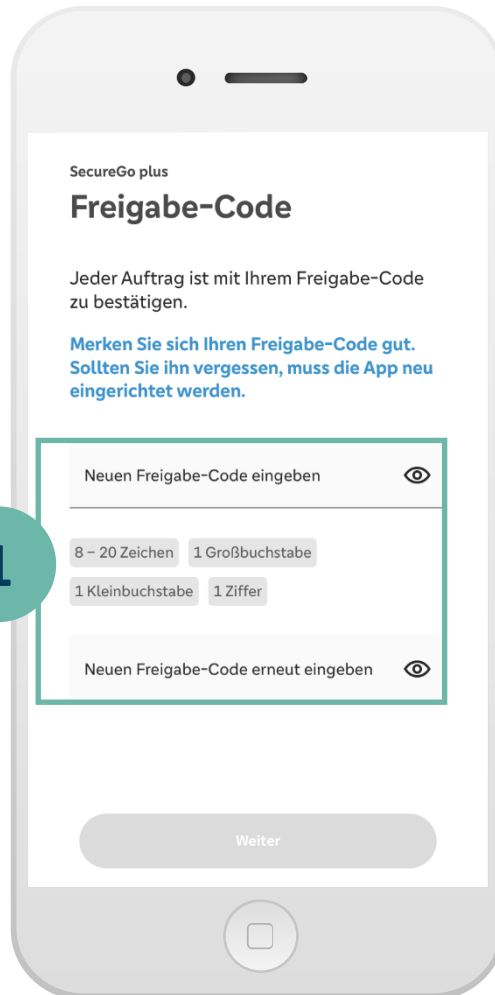 SecureGo plus
Freigabe-Code
Jeder Auftrag ist mit Ihrem Freigabe-Code
zu bestätigen.
Merken Sie sich Ihren Freigabe-Code gut.
Sollten Sie ihn vergessen, muss die App neu
eingerichtet werden.
Neuen Freigabe-Code eingeben
1
8 – 20 Zeichen 1 Großbuchstabe
1 Kleinbuchstabe 1 Ziffer
Neuen Freigabe-Code erneut eingeben
Weiter